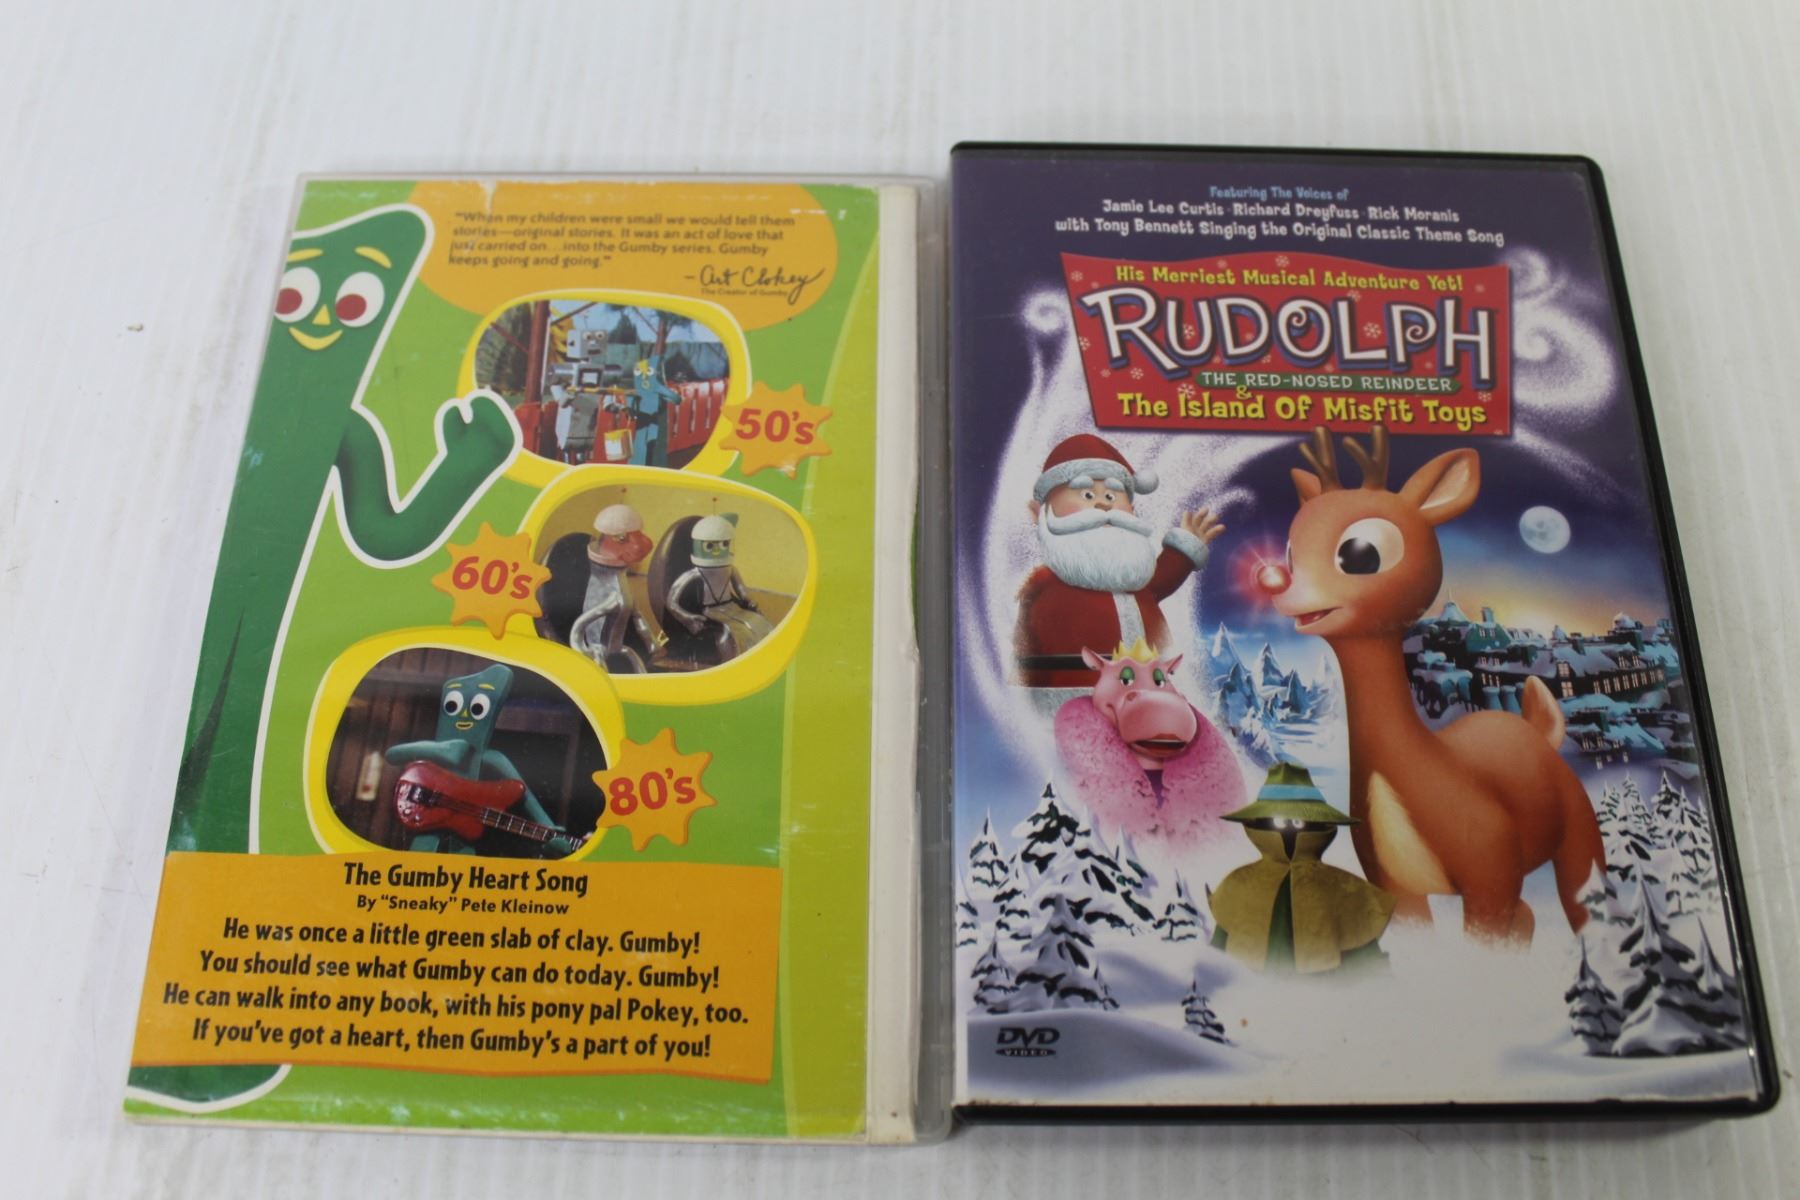 "When my children were small we would tell them
stories—original stories. It was an act of love that
just carried on...into the Gumby series. Gumby
keeps going and going."
- Art Clokey
The Creator of Gumby
50's
60's
80's
The Gumby Heart Song
By "Sneaky" Pete Kleinow
He was once a little green slab of clay. Gumby!
You should see what Gumby can do today. Gumby!
He can walk into any book, with his pony pal Pokey, too.
If you've got a heart, then Gumby's a part of you!
Featuring The Voices of
Jamie Lee Curtis · Richard Dreyfuss · Rick Moranis
with Tony Bennett Singing the Original Classic Theme Song
His Merriest Musical Adventure Yet!
RUDOLPH
THE RED-NOSED REINDEER
&
The Island Of Misfit Toys
DVD
VIDEO